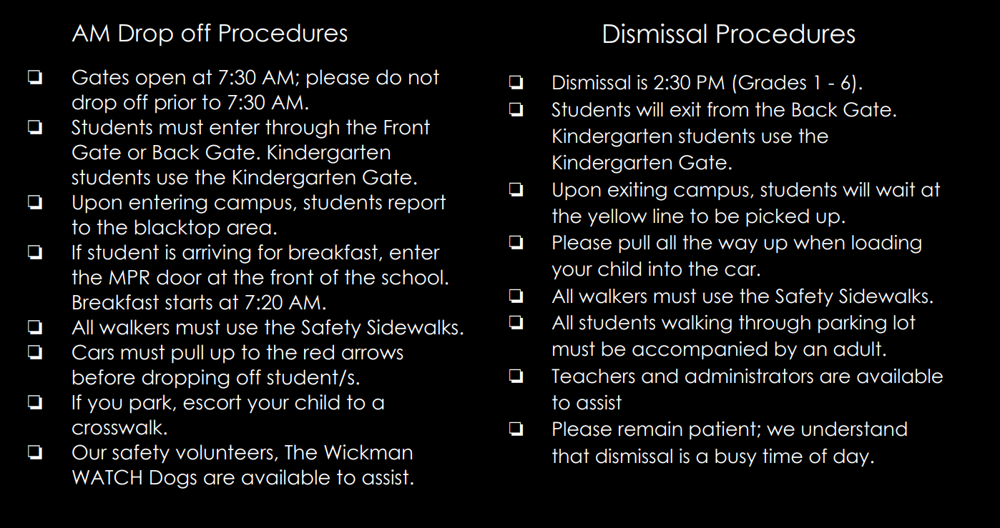 AM Drop off Procedures
❏ Gates open at 7:30 AM; please do not
drop off prior to 7:30 AM.
❏ Students must enter through the Front
Gate or Back Gate. Kindergarten
students use the Kindergarten Gate.
❏ Upon entering campus, students report
to the blacktop area.
❏ If student is arriving for breakfast, enter
the MPR door at the front of the school.
Breakfast starts at 7:20 AM.
❏ All walkers must use the Safety Sidewalks.
❏ Cars must pull up to the red arrows
before dropping off student/s.
❏ If you park, escort your child to a
crosswalk.
❏ Our safety volunteers, The Wickman
WATCH Dogs are available to assist.
Dismissal Procedures
❏ Dismissal is 2:30 PM (Grades 1 - 6).
❏ Students will exit from the Back Gate.
Kindergarten students use the
Kindergarten Gate.
❏ Upon exiting campus, students will wait at
the yellow line to be picked up.
❏ Please pull all the way up when loading
your child into the car.
❏ All walkers must use the Safety Sidewalks.
❏ All students walking through parking lot
must be accompanied by an adult.
❏ Teachers and administrators are available
to assist
❏ Please remain patient; we understand
that dismissal is a busy time of day.